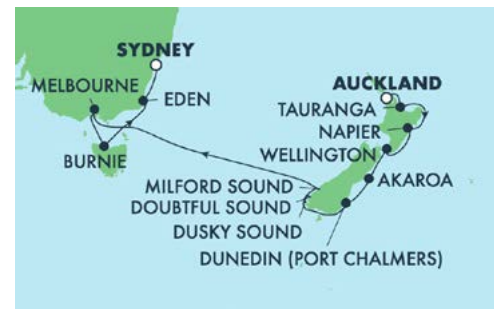 SYDNEY
MELBOURNE
EDEN
BURNIE
AUCKLAND
TAURANGA
NAPIER
WELLINGTON
AKAROA
MILFORD SOUND
DOUBTFUL SOUND
DUSKY SOUND
DUNEDIN (PORT CHALMERS)